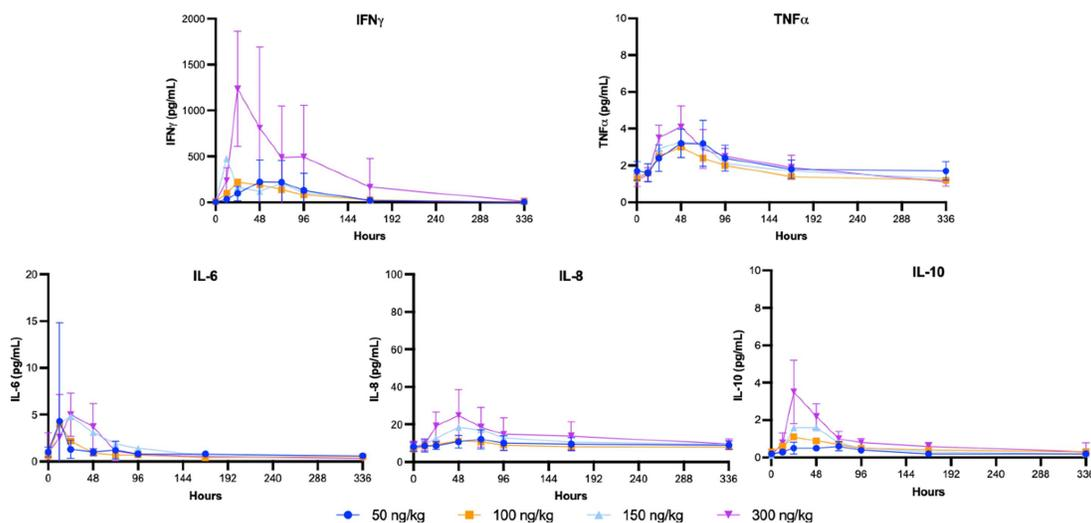 IFNγ
2000
1500
1000
500
0
IFNγ (pg/mL)
0 48 96 144 192 240 288 336
Hours
TNFα
10
8
6
4
2
0
TNFα (pg/mL)
0 48 96 144 192 240 288 336
Hours
IL-6
20
15
10
5
0
IL-6 (pg/mL)
0 48 96 144 192 240 288 336
Hours
IL-8
100
80
60
40
20
0
IL-8 (pg/mL)
0 48 96 144 192 240 288 336
Hours
IL-10
10
8
6
4
2
0
IL-10 (pg/mL)
0 48 96 144 192 240 288 336
Hours
50 ng/kg 100 ng/kg 150 ng/kg 300 ng/kg